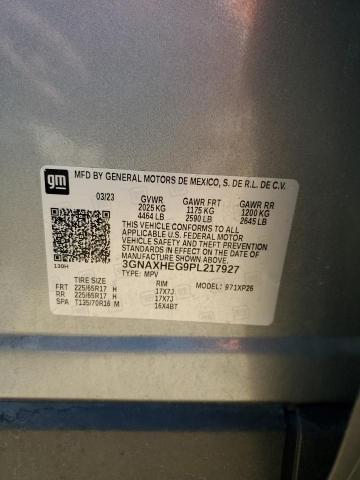 gm
MFD BY GENERAL MOTORS DE MEXICO, S. DE R.L. DE C.V.
03/23 GVWR GAWR FRT GAWR RR
2025 KG 1175 KG 1200 KG
4464 LB 2590 LB 2645 LB
THIS VEHICLE CONFORMS TO ALL
APPLICABLE U.S. FEDERAL MOTOR
VEHICLE SAFETY AND THEFT PREVENTION
STANDARDS IN EFFECT ON THE DATE OF
MANUFACTURE SHOWN ABOVE.
130H 3GNAXHEG9PL217927
TYPE: MPV
TIRE SIZE RIM MODEL: 971XP26
FRT 225/65R17 H 17X7J
RR 225/65R17 H 17X7J
SPA T135/70R16 M 16X4BT